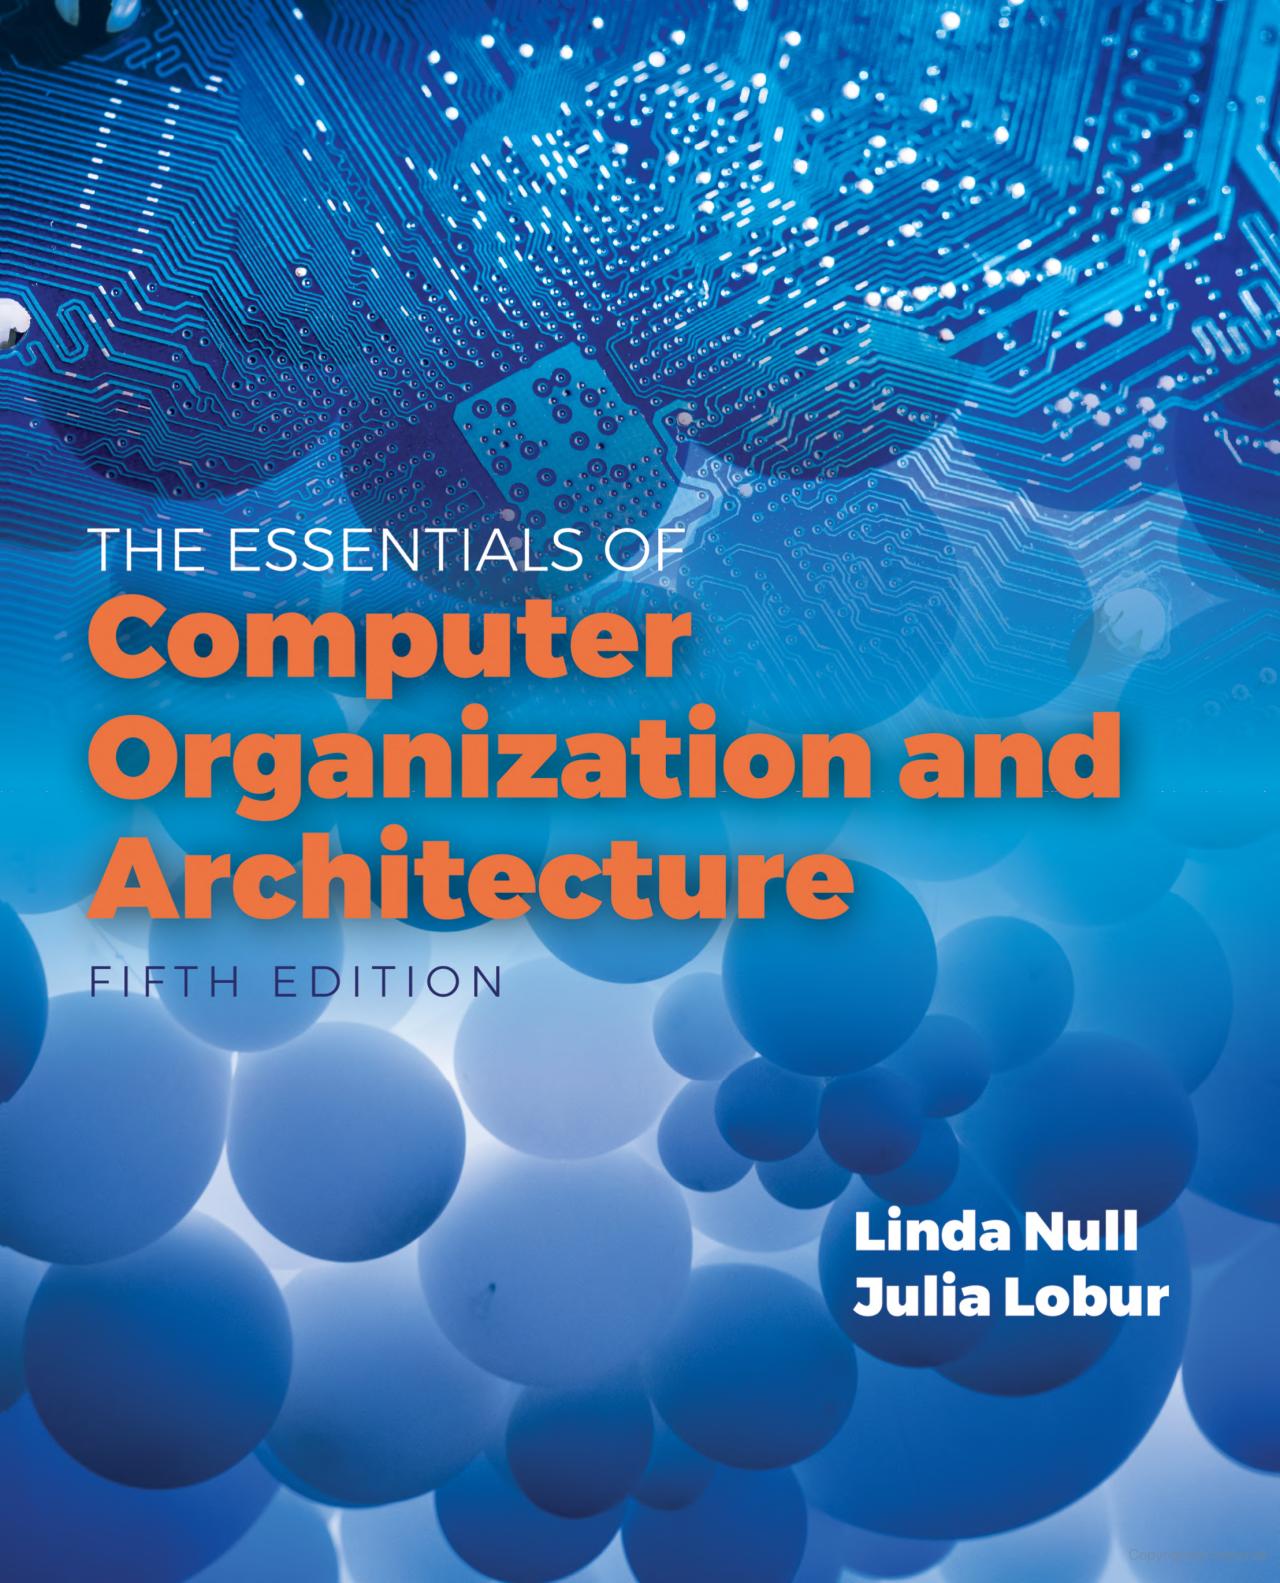 THE ESSENTIALS OF
Computer
Organization and
Architecture
FIFTH EDITION
Linda Null
Julia Lobur